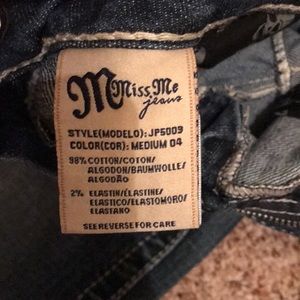 M Miss Me
jeans
STYLE(MODELO): JP5009
COLOR(COR): MEDIUM 04
98% COTTON/COTON/
ALGODON/BAUMWOLLE/
ALGODÃO
2% ELASTIN/ÉLASTINE/
ELASTICO/ELASTOMORO/
ELASTANO
SEE REVERSE FOR CARE